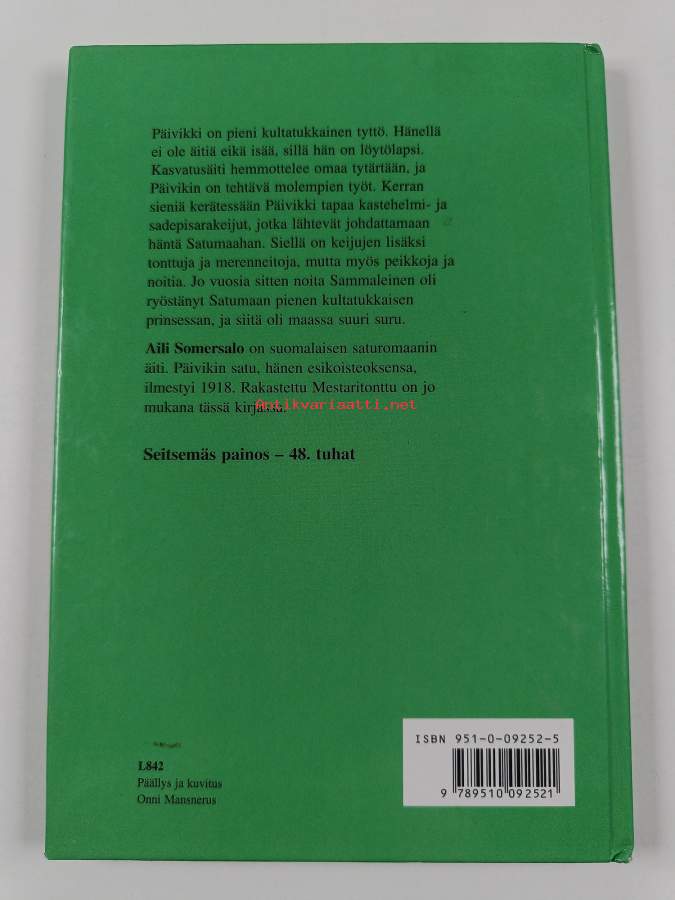 Päivikki on pieni kultatukkainen tyttö. Hänellä
ei ole äitiä eikä isää, sillä hän on löytölapsi.
Kasvatusäiti hemmottelee omaa tytärtään, ja
Päivikin on tehtävä molempien työt. Kerran
sieniä kerätessään Päivikki tapaa kastehelmi- ja
sadepisarakeijut, jotka lähtevät johdattamaan
häntä Satumaahan. Siellä on keijujen lisäksi
tonttuja ja merenneitoja, mutta myös peikkoja ja
noitia. Jo vuosia sitten noita Sammaleinen oli
ryöstänyt Satumaan pienen kultatukkaisen
prinsessan, ja siitä oli maassa suuri suru.
Aili Somersalo on suomalaisen saturomaanin
äiti. Päivikin satu, hänen esikoisteoksensa,
ilmestyi 1918. Rakastettu Mestaritonttu on jo
mukana tässä kirjassa.
Antikvariaatti.net
Seitsemäs painos – 48. tuhat
ISBN 951-0-09252-5
9 789510 092521
L842
Päällys ja kuvitus
Onni Mansnerus